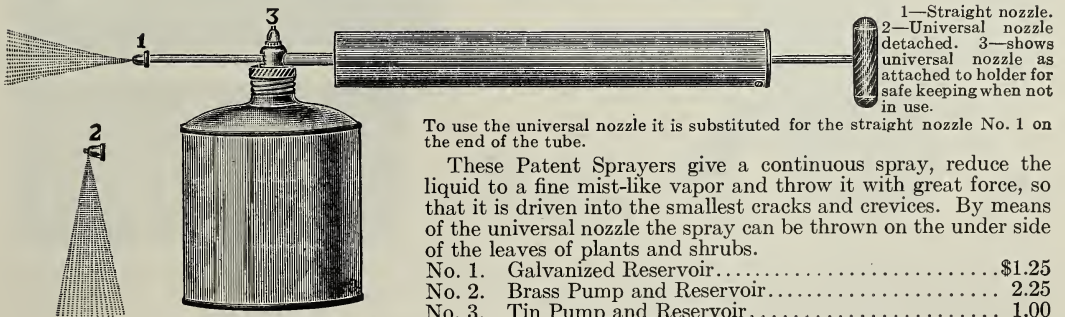 3
1
2
1—Straight nozzle.
2—Universal nozzle
detached. 3—shows
universal nozzle as
attached to holder for
safe keeping when not
in use.
To use the universal nozzle it is substituted for the straight nozzle No. 1 on
the end of the tube.
These Patent Sprayers give a continuous spray, reduce the
liquid to a fine mist-like vapor and throw it with great force, so
that it is driven into the smallest cracks and crevices. By means
of the universal nozzle the spray can be thrown on the under side
of the leaves of plants and shrubs.
No. 1. Galvanized Reservoir..............................$1.25
No. 2. Brass Pump and Reservoir........................ 2.25
No. 3. Tin Pump and Reservoir.......................... 1.00